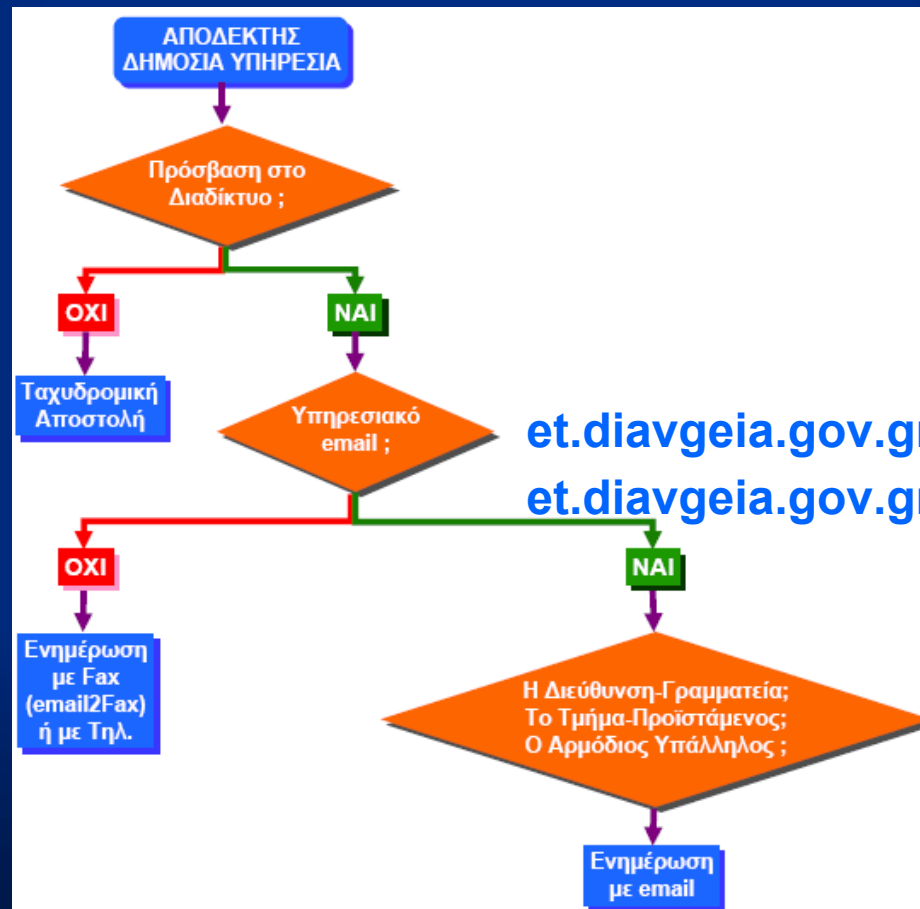 ΑΠΟΔΕΚΤΗΣ
ΔΗΜΟΣΙΑ ΥΠΗΡΕΣΙΑ
Πρόσβαση στο
Διαδίκτυο ;
ΟΧΙ
ΝΑΙ
Ταχυδρομική
Αποστολή
Υπηρεσιακό
email ;
et.diavgeia.gov.gr
et.diavgeia.gov.gr
ΟΧΙ
ΝΑΙ
Ενημέρωση
με Fax
(email2Fax)
ή με Τηλ.
Η Διεύθυνση-Γραμματεία;
Το Τμήμα-Προϊστάμενος;
Ο Αρμόδιος Υπάλληλος ;
Ενημέρωση
με email